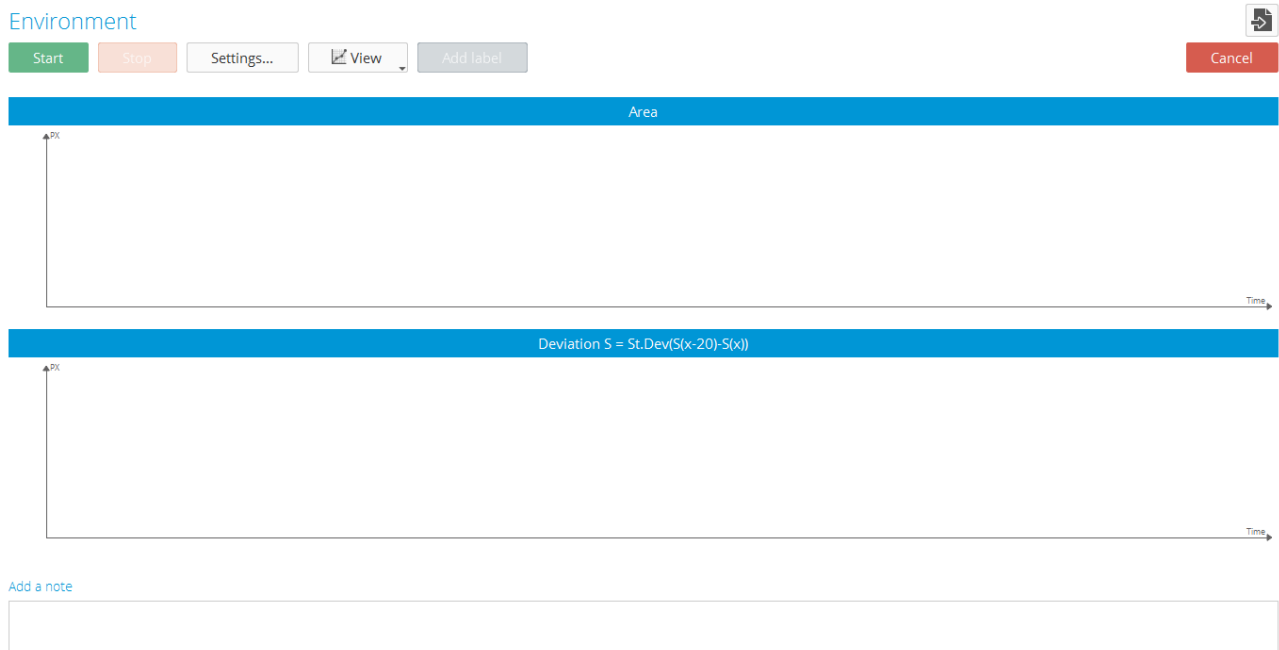 Environment
Start Stop Settings... View Add label Cancel
Area
PX
Time
Deviation S = St.Dev(S(x-20)-S(x))
PX
Time
Add a note